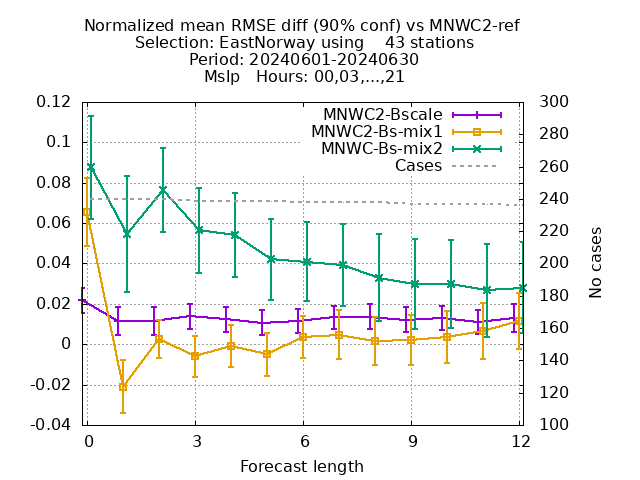 Normalized mean RMSE diff (90% conf) vs MNWC2-ref
Selection: EastNorway using    43 stations
Period: 20240601-20240630
Mslp   Hours: 00,03,...,21
MNWC2-Bscale
MNWC2-Bs-mix1
MNWC-Bs-mix2
Cases
0.12
0.1
0.08
0.06
0.04
0.02
0
-0.02
-0.04
300
280
260
240
220
200
180
160
140
120
100
No cases
0 3 6 9 12
Forecast length